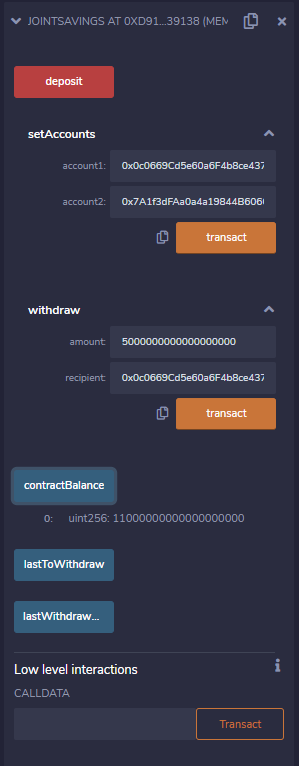 JOINTSAVINGS AT 0XD91...39138 (MEM
deposit
setAccounts
account1: 0x0c0669Cd5e60a6F4b8ce437
account2: 0x7A1f3dFAa0a4a19844B606
transact
withdraw
amount: 5000000000000000000
recipient: 0x0c0669Cd5e60a6F4b8ce437
transact
contractBalance
0: uint256: 11000000000000000000
lastToWithdraw
lastWithdraw...
Low level interactions
CALLDATA
Transact